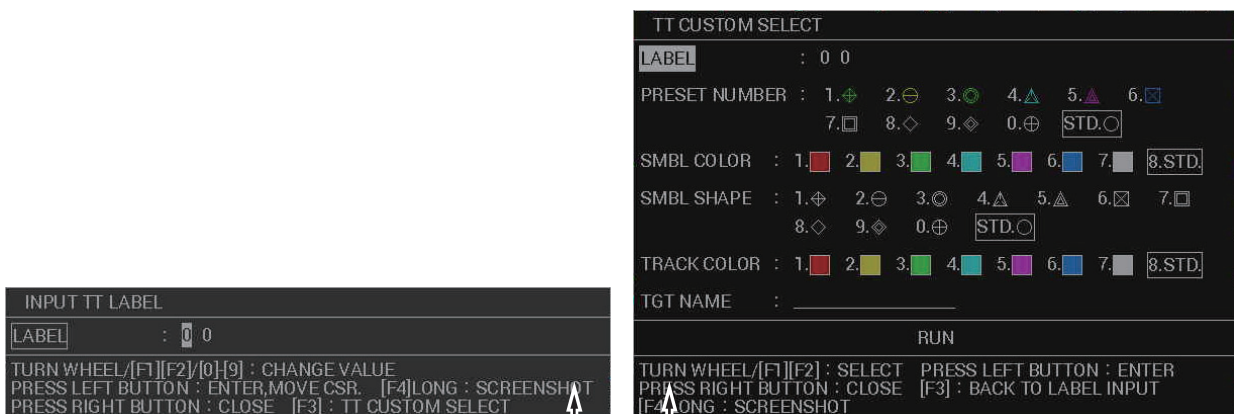 INPUT TT LABEL
LABEL : 0 0
TURN WHEEL/[F1][F2]/[0]-[9] : CHANGE VALUE
PRESS LEFT BUTTON : ENTER,MOVE CSR. [F4]LONG : SCREENSHOT
PRESS RIGHT BUTTON : CLOSE [F3] : TT CUSTOM SELECT
TT CUSTOM SELECT
LABEL : 0 0
PRESET NUMBER : 1. 2. 3. 4. 5. 6.
7. 8. 9. 0. STD.
SMBL COLOR : 1. 2. 3. 4. 5. 6. 7. 8.STD.
SMBL SHAPE : 1. 2. 3. 4. 5. 6. 7.
8. 9. 0. STD.
TRACK COLOR : 1. 2. 3. 4. 5. 6. 7. 8.STD.
TGT NAME :
RUN
TURN WHEEL/[F1][F2] : SELECT PRESS LEFT BUTTON : ENTER
PRESS RIGHT BUTTON : CLOSE [F3] : BACK TO LABEL INPUT
[F4]LONG : SCREENSHOT